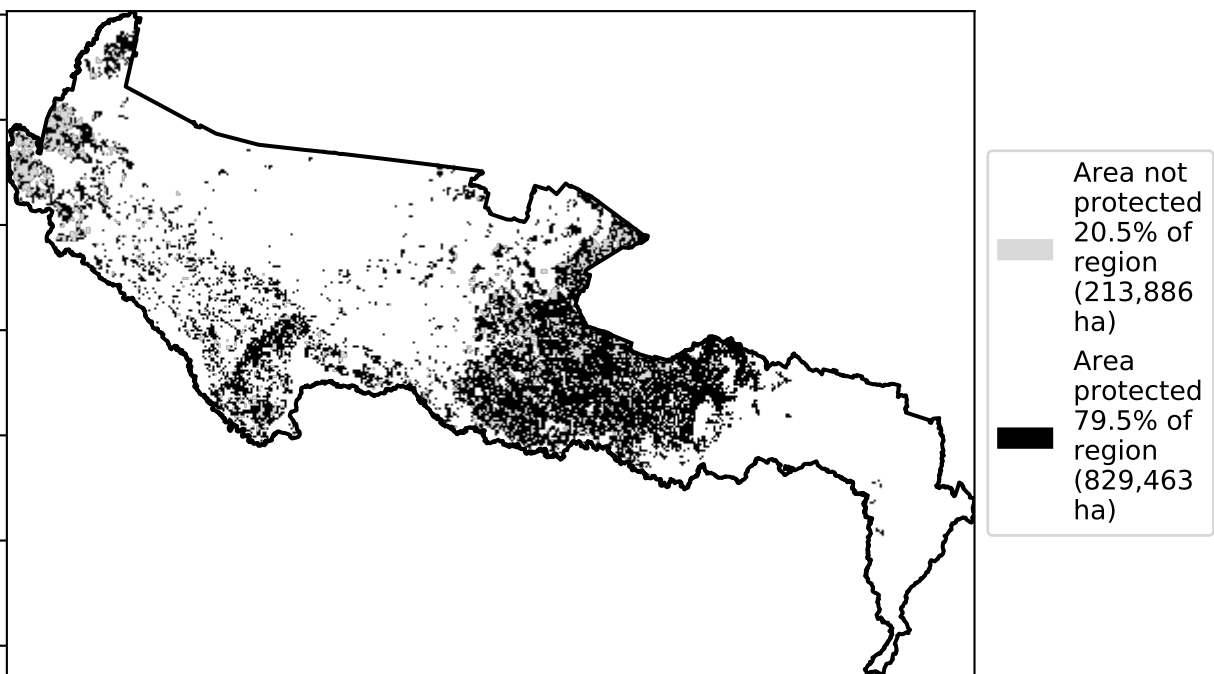 Area not
protected
20.5% of
region
(213,886
ha)
Area
protected
79.5% of
region
(829,463
ha)